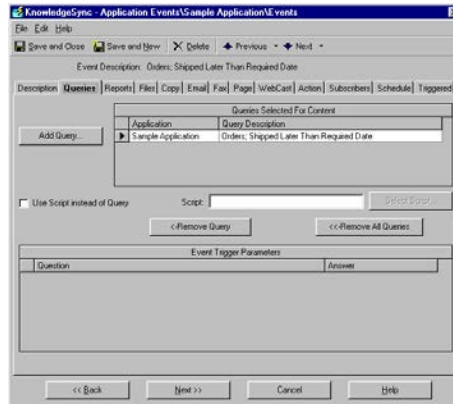 KnowledgeSync - Application Events\Sample Application\Events
File Edit Help
Save and Close Save and New Delete Previous Next
Event Description: Orders; Shipped Later Than Required Date
Description Queries Reports Files Copy Email Fax Page WebCast Action Subscribers Schedule Triggered
Queries Selected For Content
Application Query Description
Add Query... Sample Application Orders; Shipped Later Than Required Date
Use Script instead of Query Script: Select Script...
<<Remove Query <<Remove All Queries
Event Trigger Parameters
Question Answer
<< Back Next >> Cancel Help